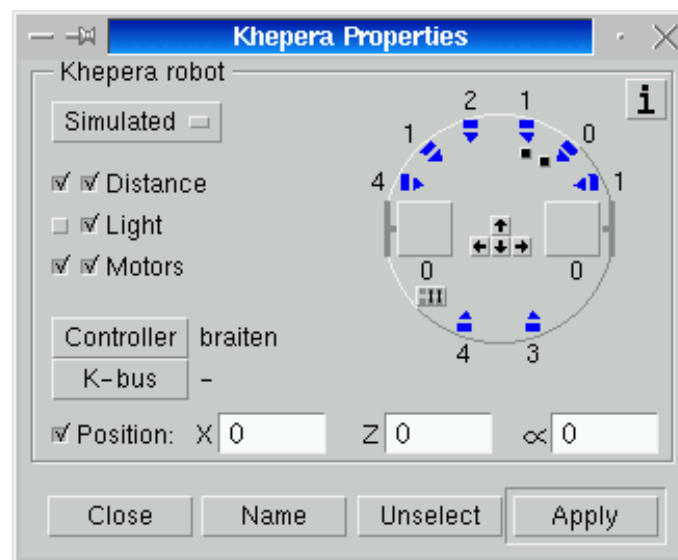 Khepera Properties
Khepera robot
i
Simulated
2 1
1 0
Distance
4 1
Light
Motors
0 0
Controller braiten
4 3
K-bus -
Position: X 0 Z 0 ∝ 0
Close Name Unselect Apply